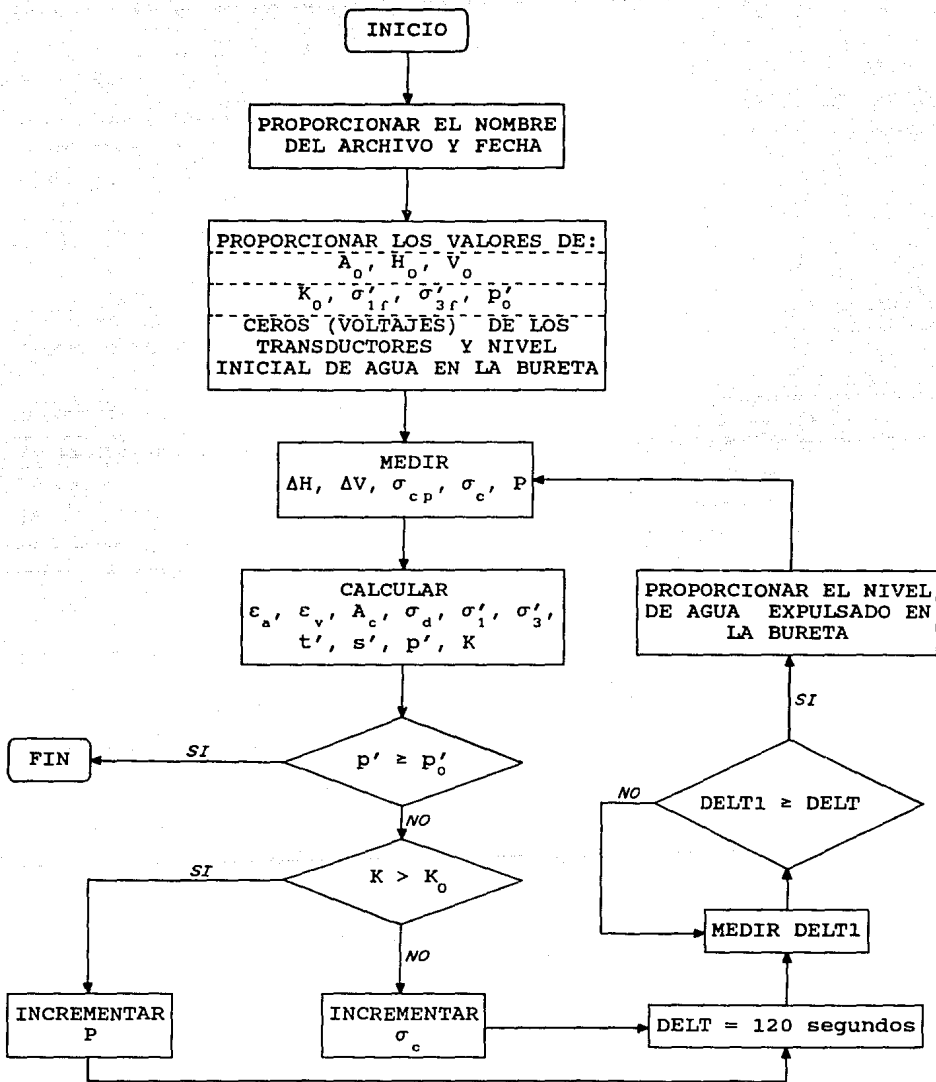 INICIO
PROPORCIONAR EL NOMBRE
DEL ARCHIVO Y FECHA
PROPORCIONAR LOS VALORES DE:
A₀, H₀, V₀
K₀, σ′₁f, σ′₃f, p′₀
CEROS (VOLTAJES) DE LOS
TRANSDUCTORES Y NIVEL
INICIAL DE AGUA EN LA BURETA
MEDIR
ΔH, ΔV, σcp, σc, P
CALCULAR
εa, εv, Ac, σd, σ′₁, σ′₃,
t′, s′, p′, K
p′ ≥ p′₀
SI
FIN
NO
K > K₀
SI
NO
INCREMENTAR
P
INCREMENTAR
σc
DELT = 120 segundos
MEDIR DELT1
DELT1 ≥ DELT
NO
SI
PROPORCIONAR EL NIVEL
DE AGUA EXPULSADO EN
LA BURETA